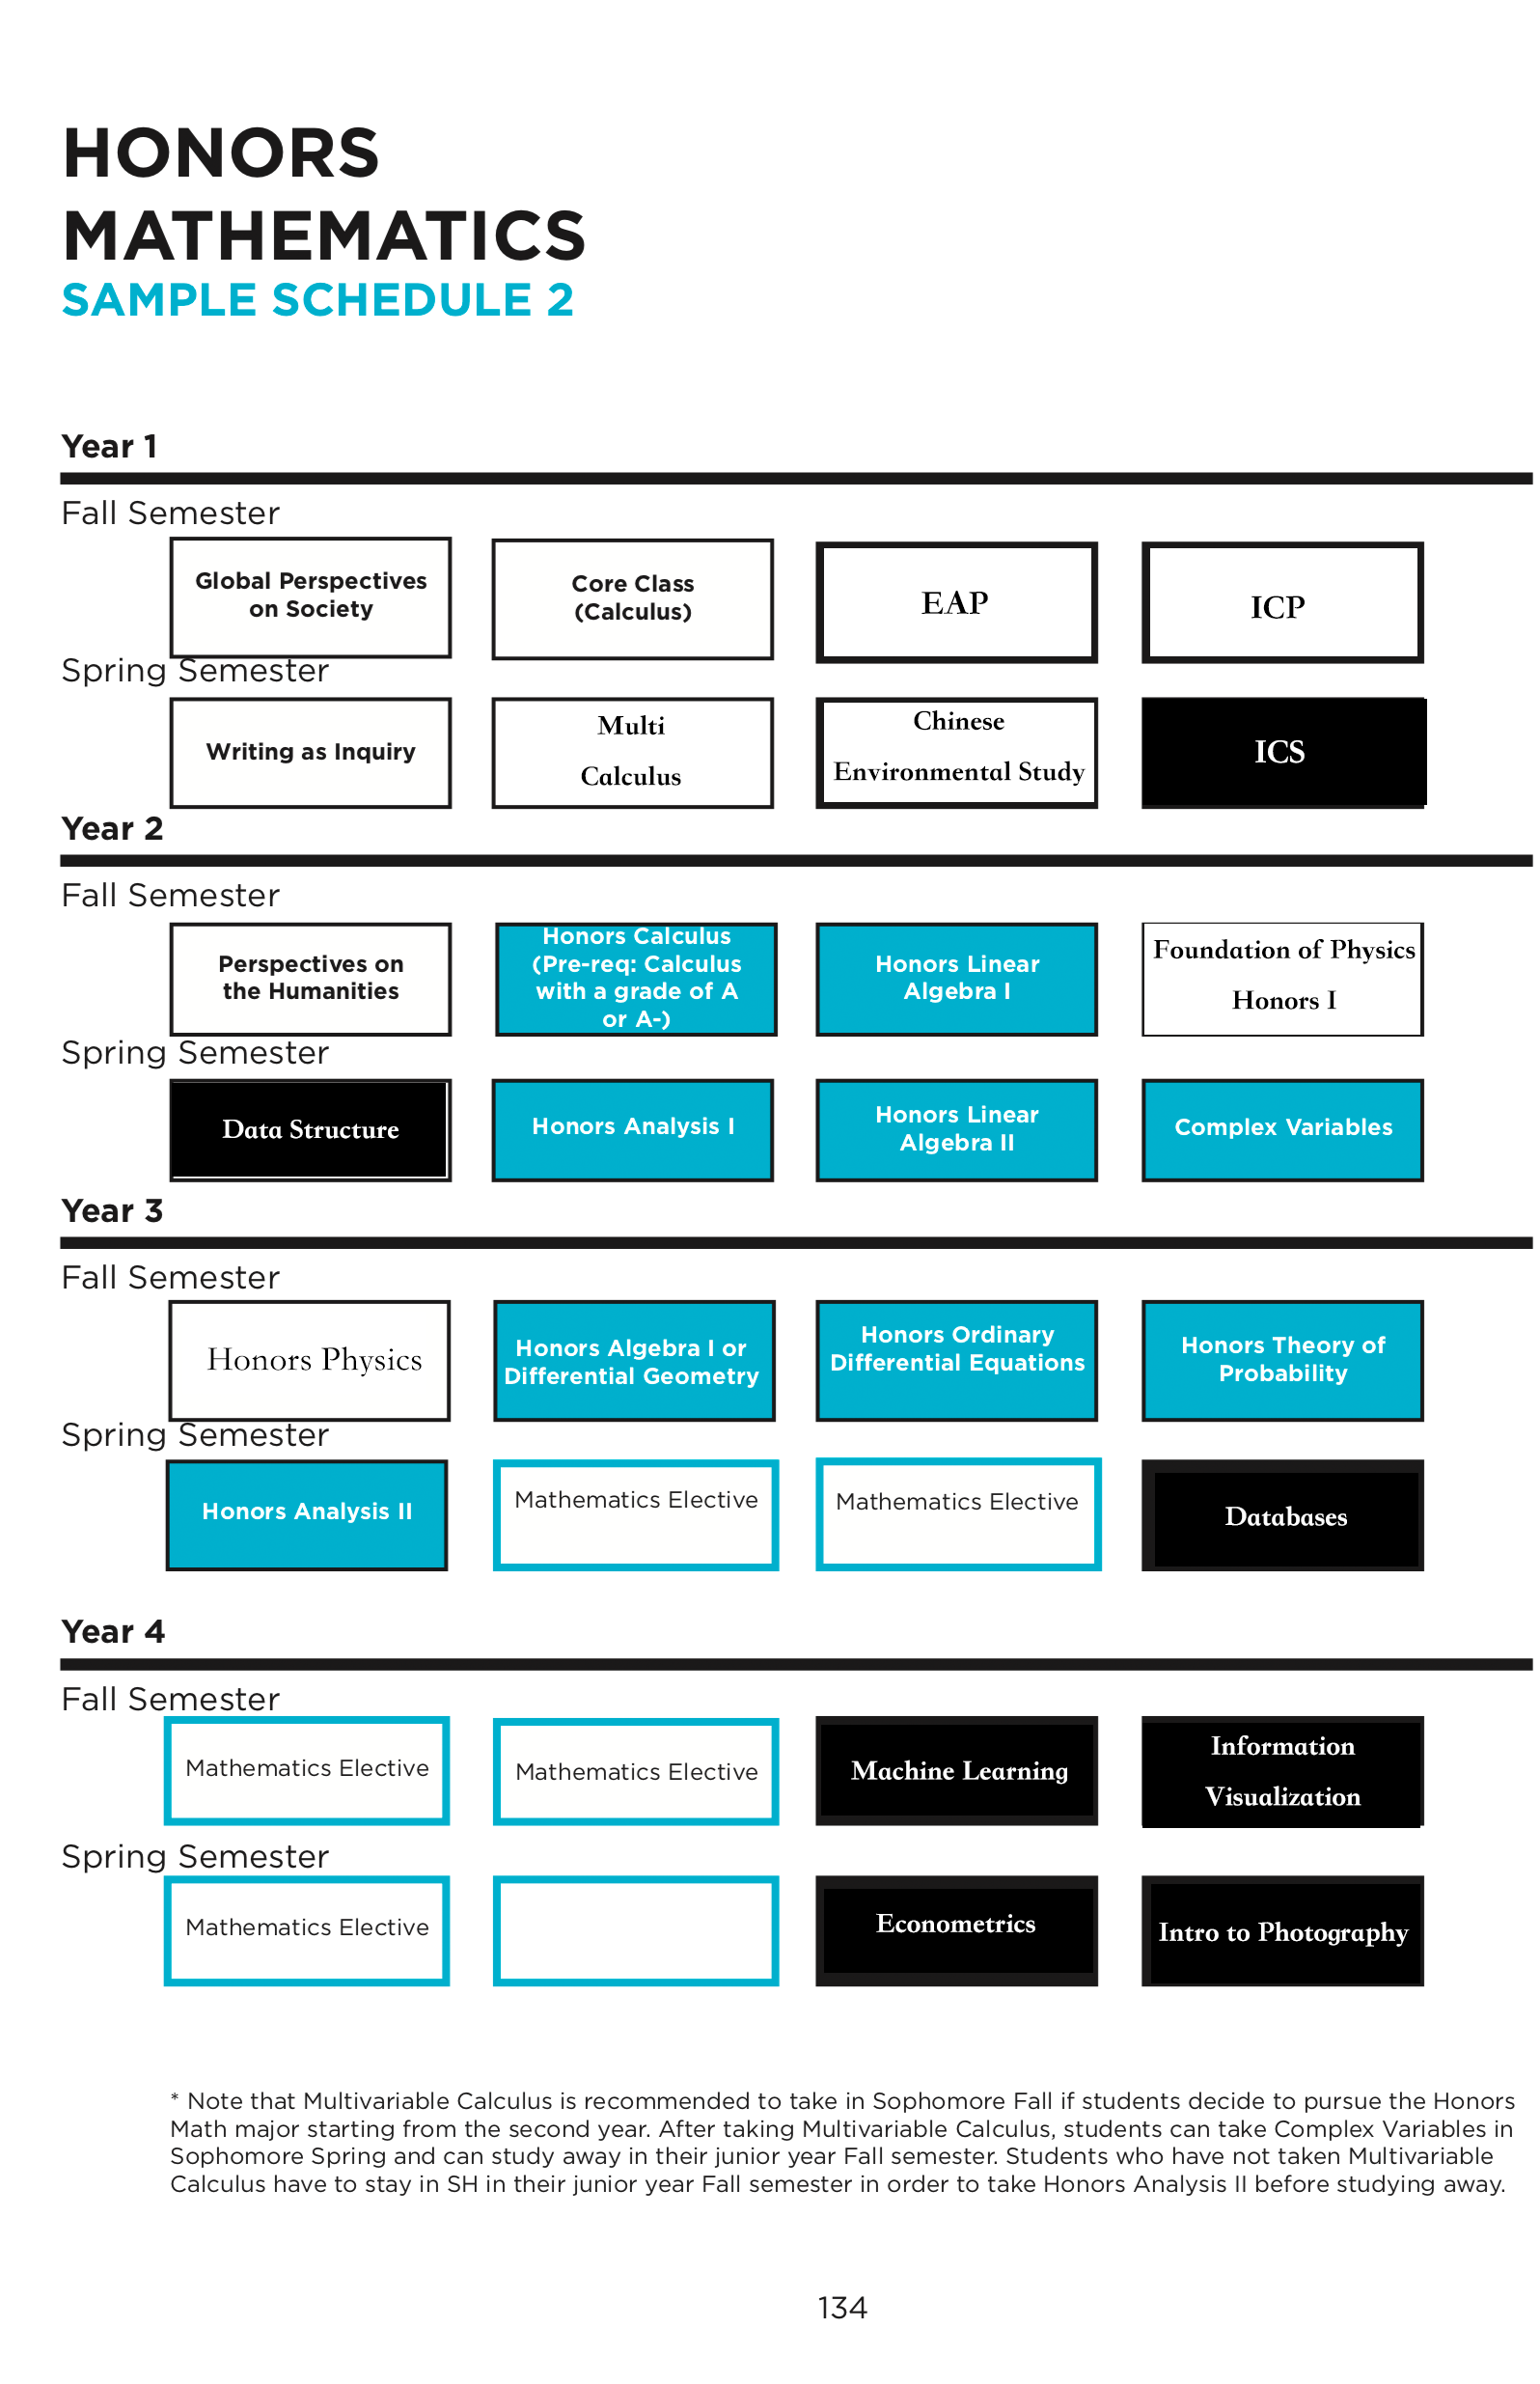 HONORS
MATHEMATICS
SAMPLE SCHEDULE 2
Year 1
Fall Semester
Global Perspectives
on Society
Core Class
(Calculus)
EAP
ICP
Spring Semester
Writing as Inquiry
Multi
Calculus
Chinese
Environmental Study
ICS
Year 2
Fall Semester
Perspectives on
the Humanities
Honors Calculus
(Pre-req: Calculus
with a grade of A
or A-)
Honors Linear
Algebra I
Foundation of Physics
Honors I
Spring Semester
Data Structure
Honors Analysis I
Honors Linear
Algebra II
Complex Variables
Year 3
Fall Semester
Honors Physics
Honors Algebra I or
Differential Geometry
Honors Ordinary
Differential Equations
Honors Theory of
Probability
Spring Semester
Honors Analysis II
Mathematics Elective
Mathematics Elective
Databases
Year 4
Fall Semester
Mathematics Elective
Mathematics Elective
Machine Learning
Information
Visualization
Spring Semester
Mathematics Elective
Econometrics
Intro to Photography
* Note that Multivariable Calculus is recommended to take in Sophomore Fall if students decide to pursue the Honors
Math major starting from the second year. After taking Multivariable Calculus, students can take Complex Variables in
Sophomore Spring and can study away in their junior year Fall semester. Students who have not taken Multivariable
Calculus have to stay in SH in their junior year Fall semester in order to take Honors Analysis II before studying away.
134